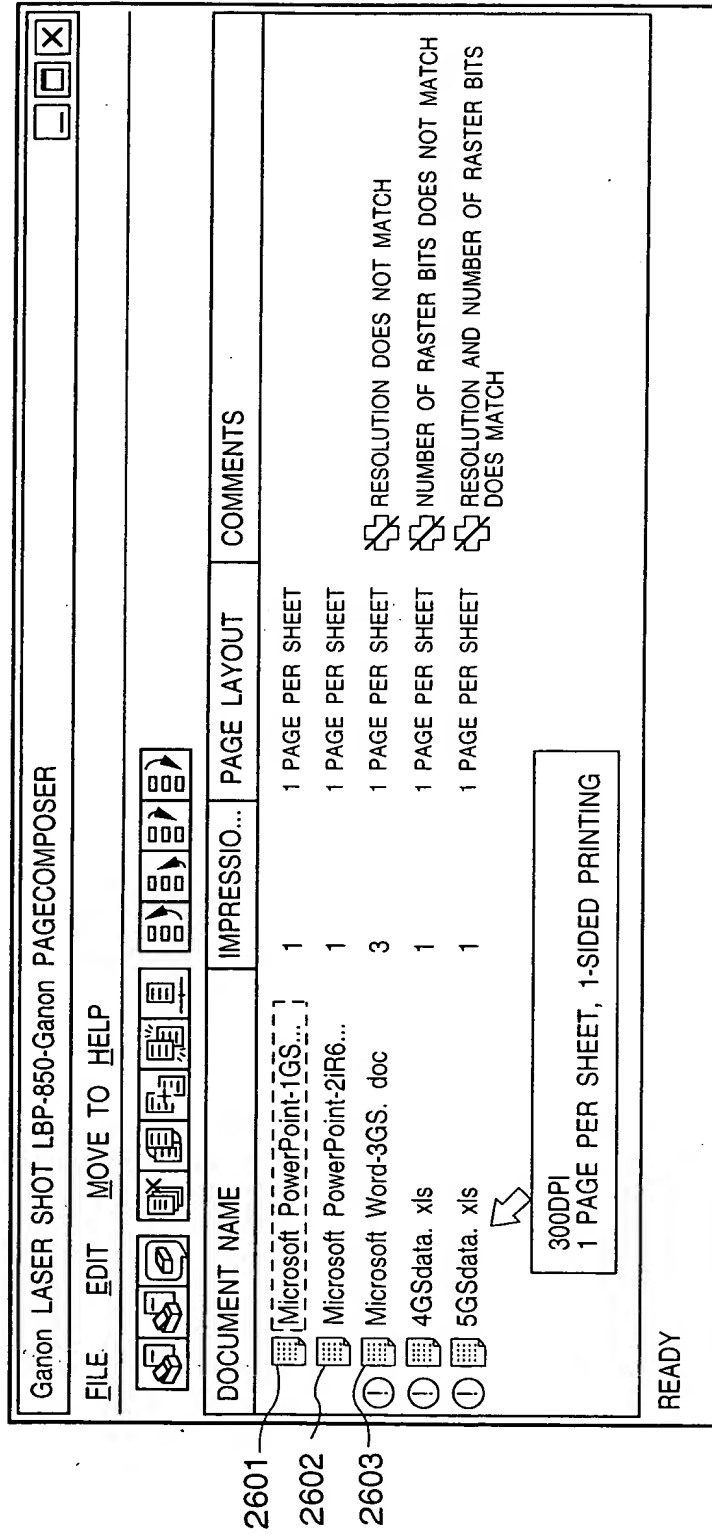 Ganon LASER SHOT LBP-850-Ganon PAGECOMPOSER
FILE EDIT MOVE TO HELP
DOCUMENT NAME IMPRESSIO... PAGE LAYOUT COMMENTS
2601 Microsoft PowerPoint-1GS... 1 1 PAGE PER SHEET
2602 Microsoft PowerPoint-2iR6... 1 1 PAGE PER SHEET
2603 Microsoft Word-3GS. doc 3 1 PAGE PER SHEET RESOLUTION DOES NOT MATCH
4GSdata. xls 1 1 PAGE PER SHEET NUMBER OF RASTER BITS DOES NOT MATCH
5GSdata. xls 1 1 PAGE PER SHEET RESOLUTION AND NUMBER OF RASTER BITS
DOES MATCH
300DPI
1 PAGE PER SHEET, 1-SIDED PRINTING
READY